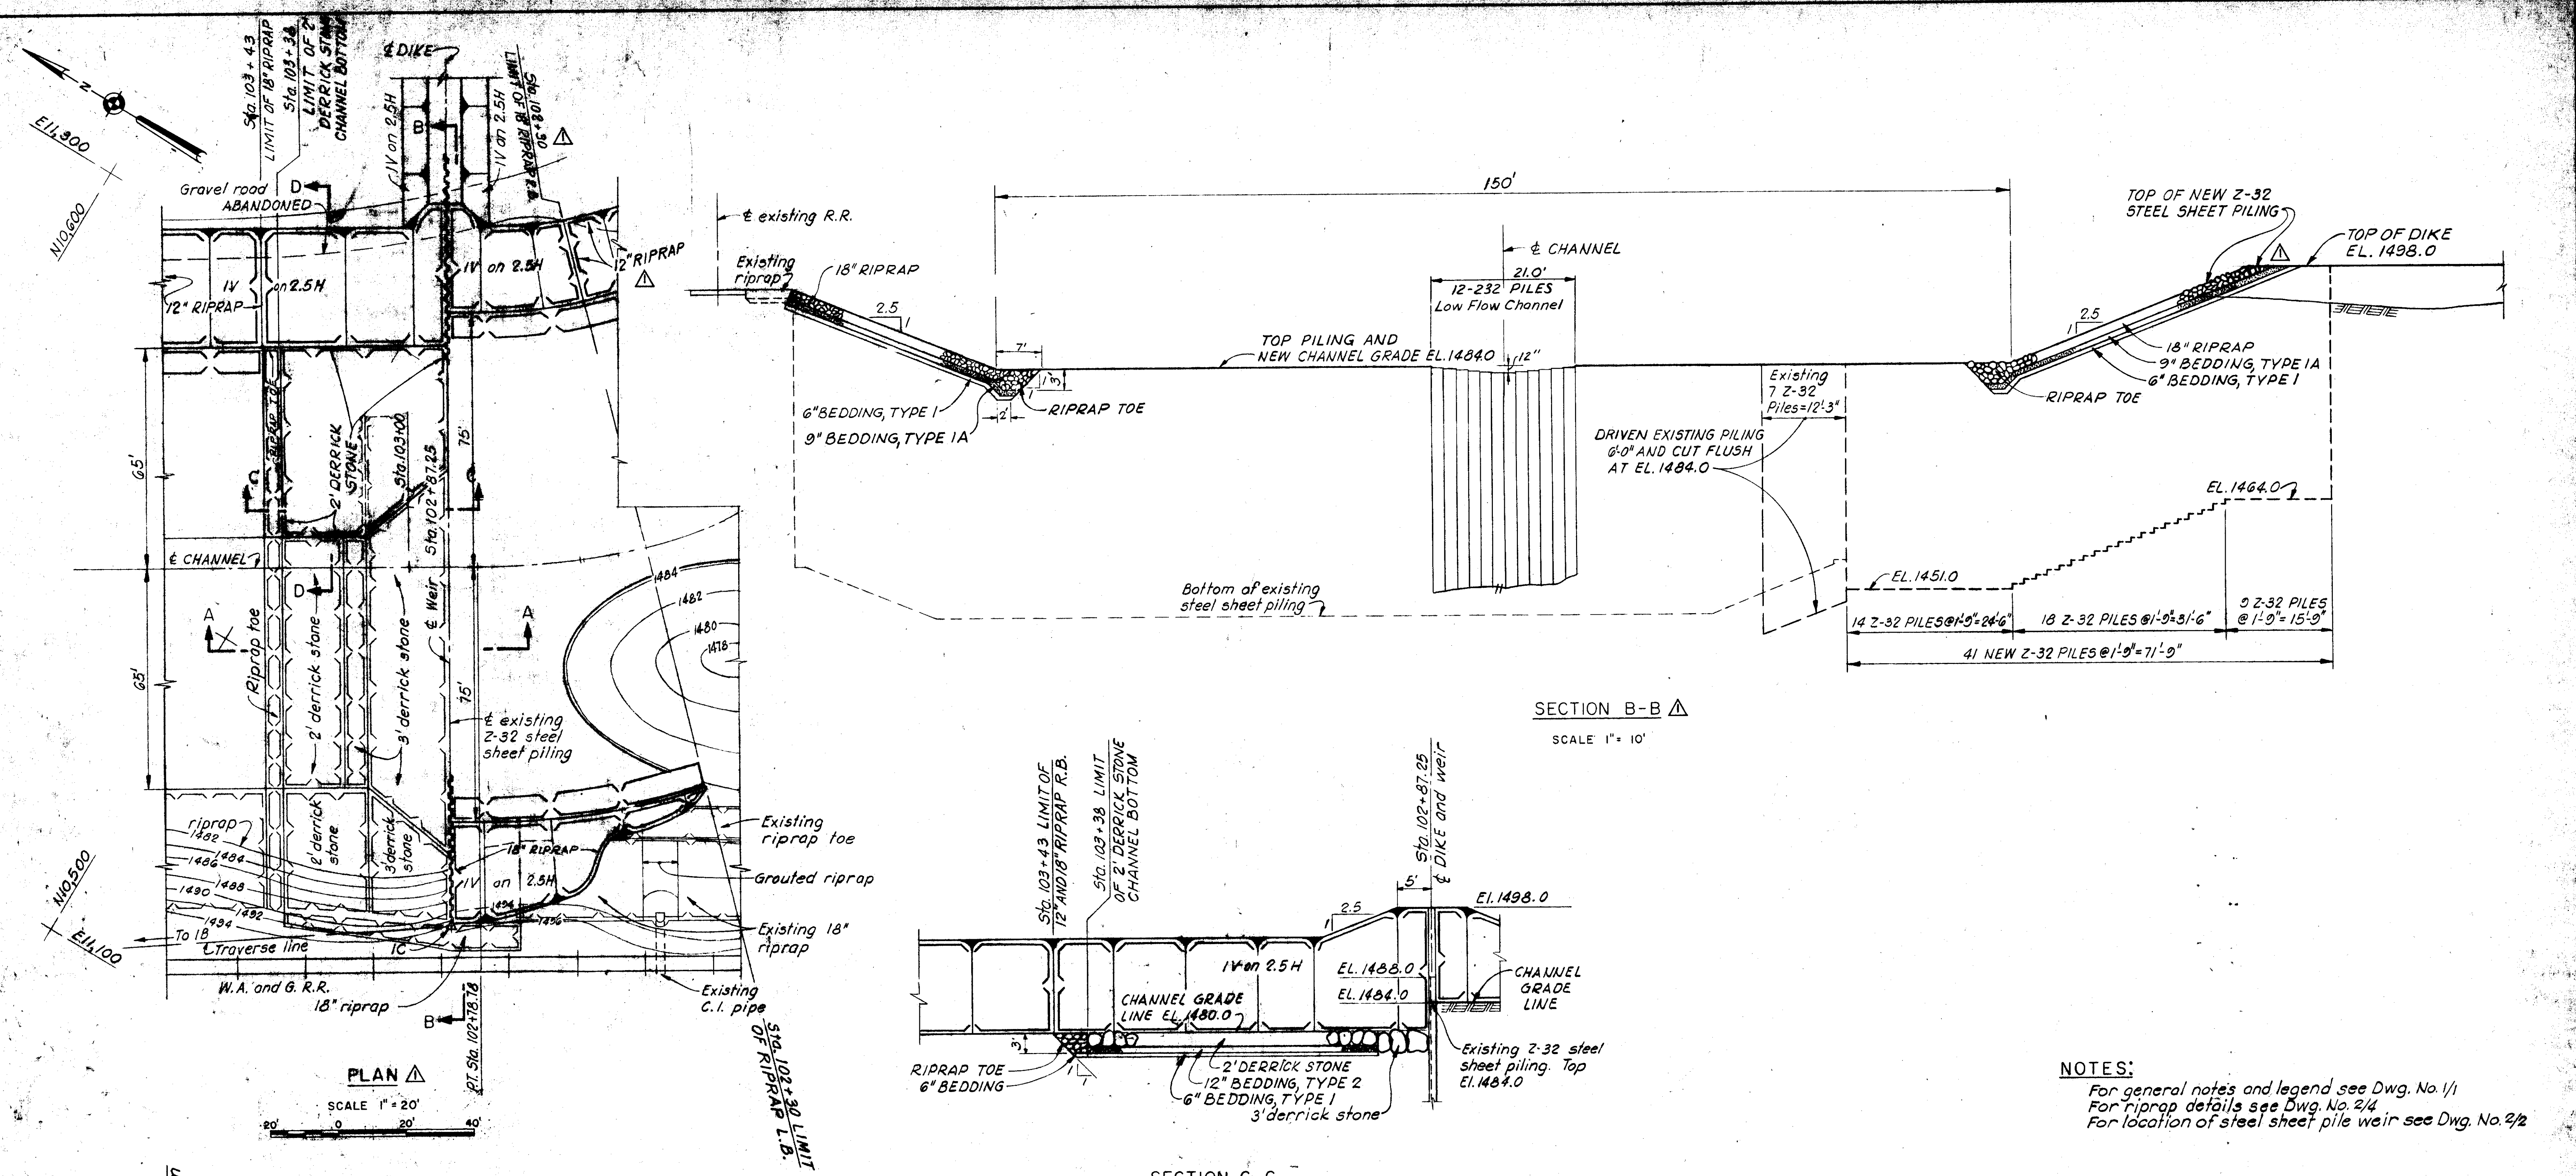 Sta. 103+43
LIMIT OF 18" RIPRAP
Sta. 103+38
LIMIT OF 2'
DERRICK STONE
CHANNEL BOTTOM
℄ DIKE
Sta. 102+30
LIMIT OF 18" RIPRAP R.B.
1V on 2.5H
1V on 2.5H
B
N
E11,300
N10,600
Gravel road
ABANDONED
D
1V on 2.5H
12" RIPRAP
1V on 2.5H
12" RIPRAP
1
1
RIPRAP TOE
2' DERRICK
STONE
Sta. 103+00
75'
65'
C
C
℄ Weir Sta. 102+87.25
℄ CHANNEL
D
A
A
Riprap toe
2' derrick stone
3' derrick stone
65'
75'
℄ existing
Z-32 steel
sheet piling
1484
1482
1480
1478
riprap
1482
1484
1486
1488
1490
1492
1494
2' derrick
stone
3' derrick
stone
18" RIPRAP
1V on 2.5H
1494
1496
Existing
riprap toe
Grouted riprap
Existing 18"
riprap
Existing
C.I. pipe
N10,500
E11,100
To 1B
℄ Traverse line
1C
W.A. and G. R.R.
18" riprap
B
P.T. Sta. 102+78.78
Sta. 102+30 LIMIT
OF RIPRAP L.B.
PLAN 1
SCALE 1" = 20'
20' 0 20' 40'
℄ existing R.R.
Existing
riprap
18" RIPRAP
2.5
1
150'
7'
1
3'
1
2'
RIPRAP TOE
6" BEDDING, TYPE 1
9" BEDDING, TYPE 1A
TOP PILING AND
NEW CHANNEL GRADE EL. 1484.0
℄ CHANNEL
21.0'
12-232 PILES
Low Flow Channel
12"
Existing
7 Z-32
Piles=12'-3"
DRIVEN EXISTING PILING
6'-0" AND CUT FLUSH
AT EL. 1484.0
Bottom of existing
steel sheet piling
TOP OF NEW Z-32
STEEL SHEET PILING
1
TOP OF DIKE
EL. 1498.0
2.5
1
18" RIPRAP
9" BEDDING, TYPE 1A
6" BEDDING, TYPE 1
RIPRAP TOE
EL. 1464.0
EL. 1451.0
14 Z-32 PILES @ 1'-9"=24'-6"
18 Z-32 PILES @ 1'-9"=31'-6"
9 Z-32 PILES
@ 1'-9"=15'-9"
41 NEW Z-32 PILES @ 1'-9"=71'-9"
SECTION B-B 1
SCALE 1" = 10'
Sta. 103+43 LIMIT OF
12" AND 18" RIPRAP R.B.
Sta. 103+38 LIMIT
OF 2' DERRICK STONE
CHANNEL BOTTOM
Sta. 102+87.25
℄ DIKE and weir
5'
El. 1498.0
2.5
1
1V on 2.5H
EL. 1488.0
EL. 1484.0
CHANNEL
GRADE
LINE
CHANNEL GRADE
LINE EL. 1480.0
3'
1
1
RIPRAP TOE
6" BEDDING
2' DERRICK STONE
12" BEDDING, TYPE 2
6" BEDDING, TYPE 1
3' derrick stone
Existing Z-32 steel
sheet piling. Top
El. 1484.0
SECTION C-C
NOTES:
For general notes and legend see Dwg. No. 1/1
For riprap details see Dwg. No. 2/4
For location of steel sheet pile weir see Dwg. No. 2/2